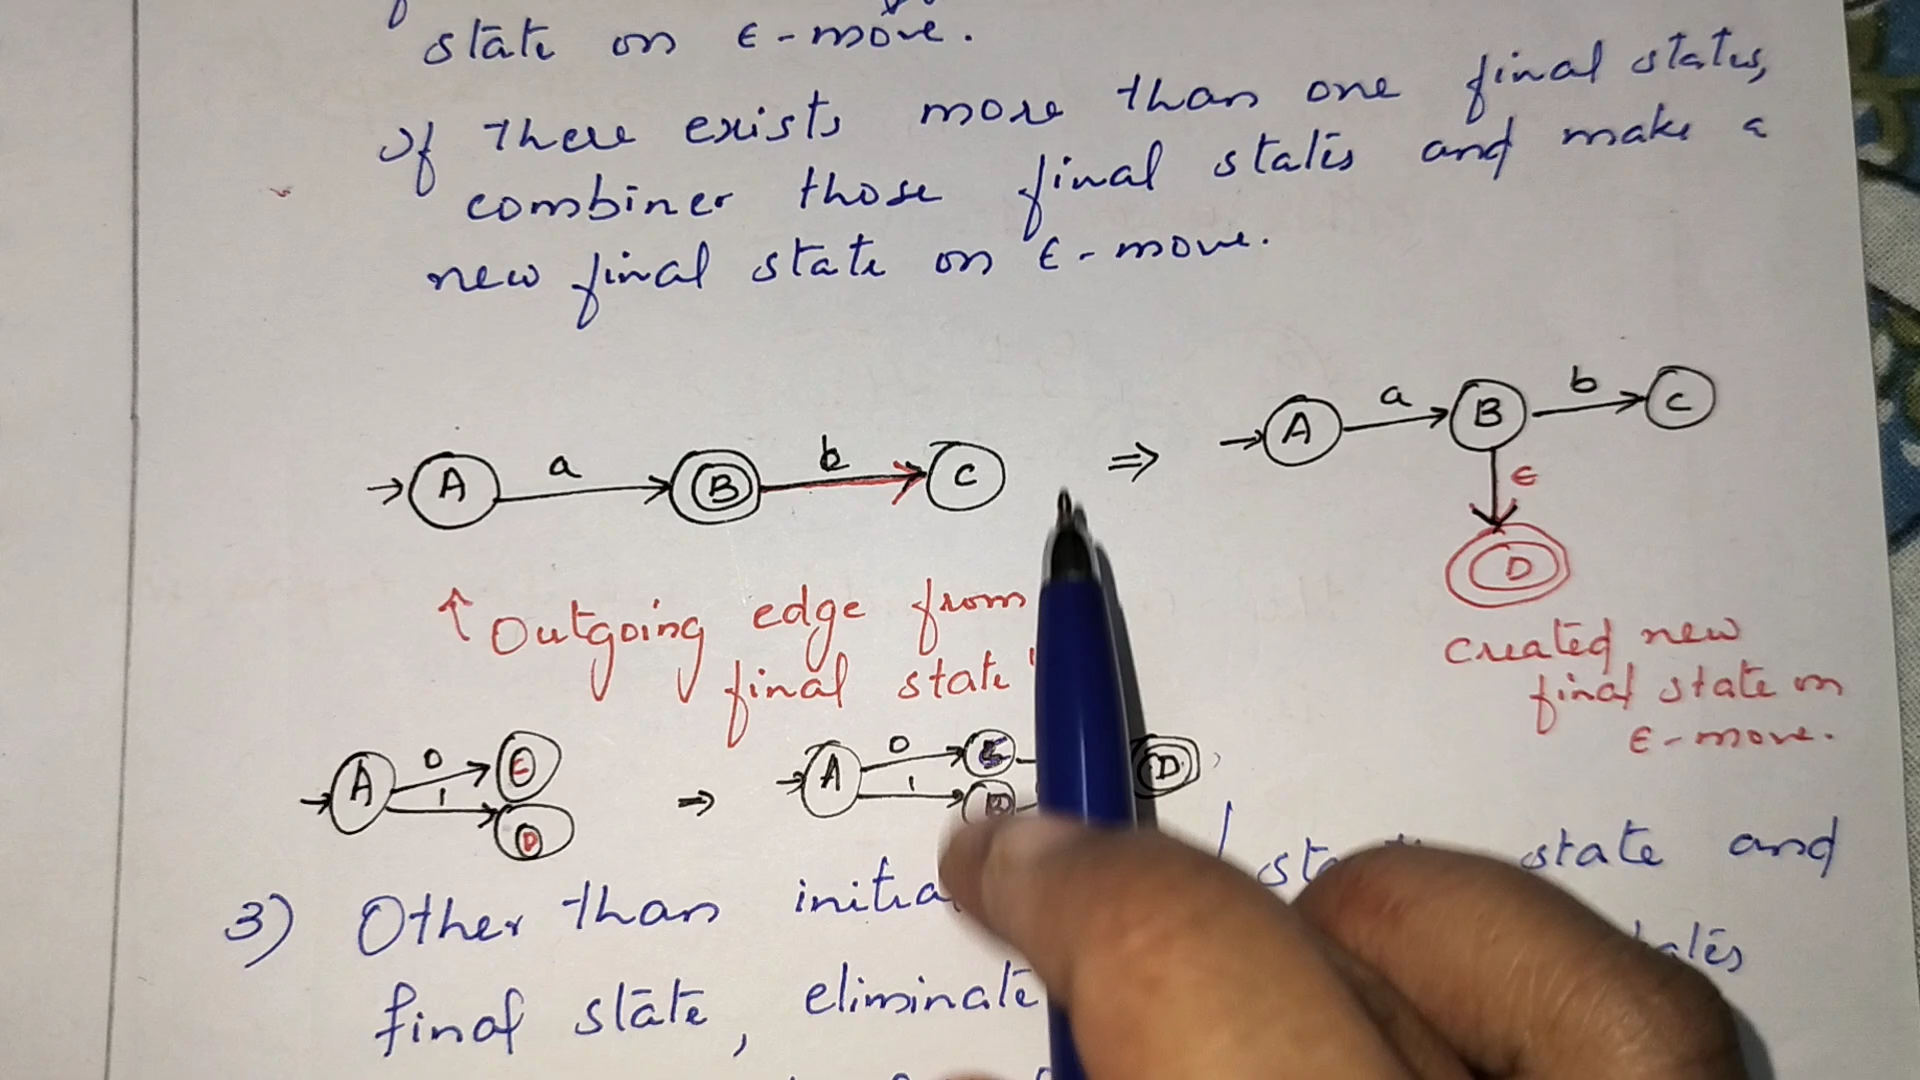 state on ε-move.
If there exists more than one final states,
combiner those final states and make a
new final state on ε-move.
A a B b C ⇒ A a B b C
ε
D
↑ Outgoing edge from
final state"
created new
final state on
ε-move.
A 0 E 1 D ⇒ A 0 1 D
3) Other than state and
final state, eliminate